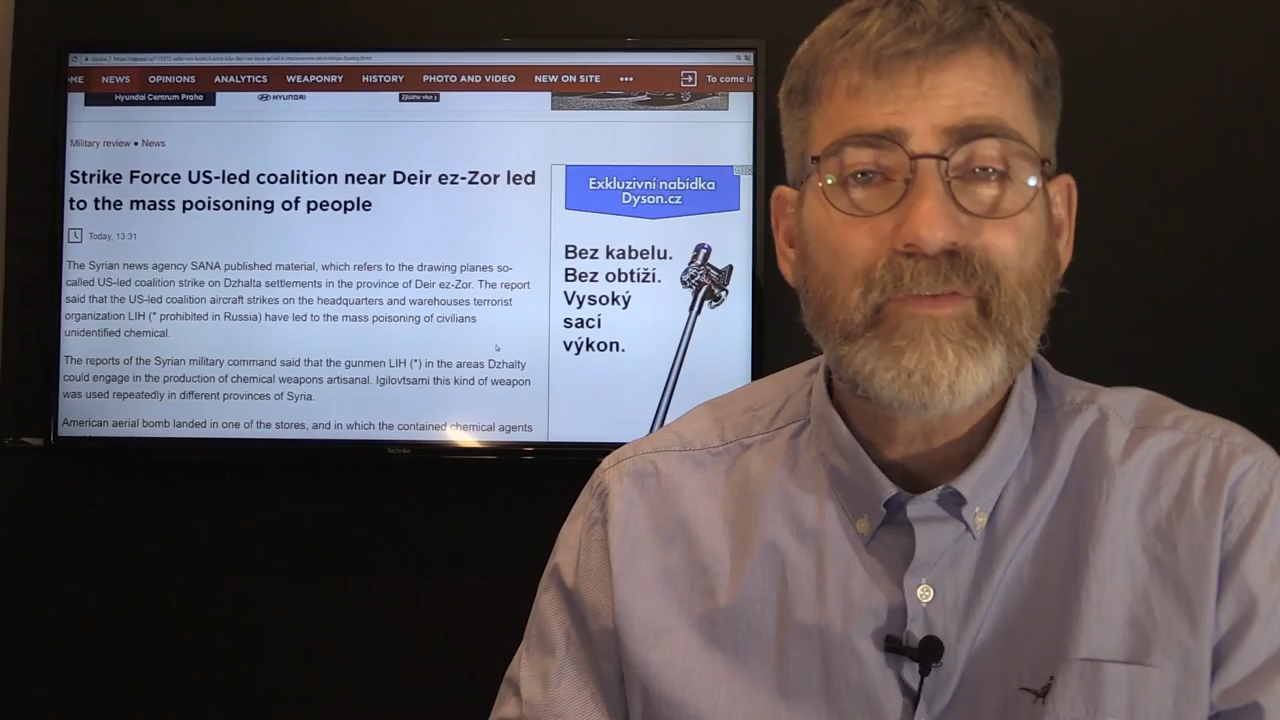 ME NEWS OPINIONS ANALYTICS WEAPONRY HISTORY PHOTO AND VIDEO NEW ON SITE ••• To come in
Hyundai Centrum Praha HYUNDAI Zjistěte více >
Military review • News
Strike Force US-led coalition near Deir ez-Zor led
to the mass poisoning of people
Today, 13:31
The Syrian news agency SANA published material, which refers to the drawing planes so-
called US-led coalition strike on Dzhalta settlements in the province of Deir ez-Zor. The report
said that the US-led coalition aircraft strikes on the headquarters and warehouses terrorist
organization LIH (* prohibited in Russia) have led to the mass poisoning of civilians
unidentified chemical.
The reports of the Syrian military command said that the gunmen LIH (*) in the areas Dzhalty
could engage in the production of chemical weapons artisanal. Igilovtsami this kind of weapon
was used repeatedly in different provinces of Syria.
American aerial bomb landed in one of the stores, and in which the contained chemical agents
Exkluzivní nabídka
Dyson.cz
Bez kabelu.
Bez obtíží.
Vysoký
sací
výkon.
Technika